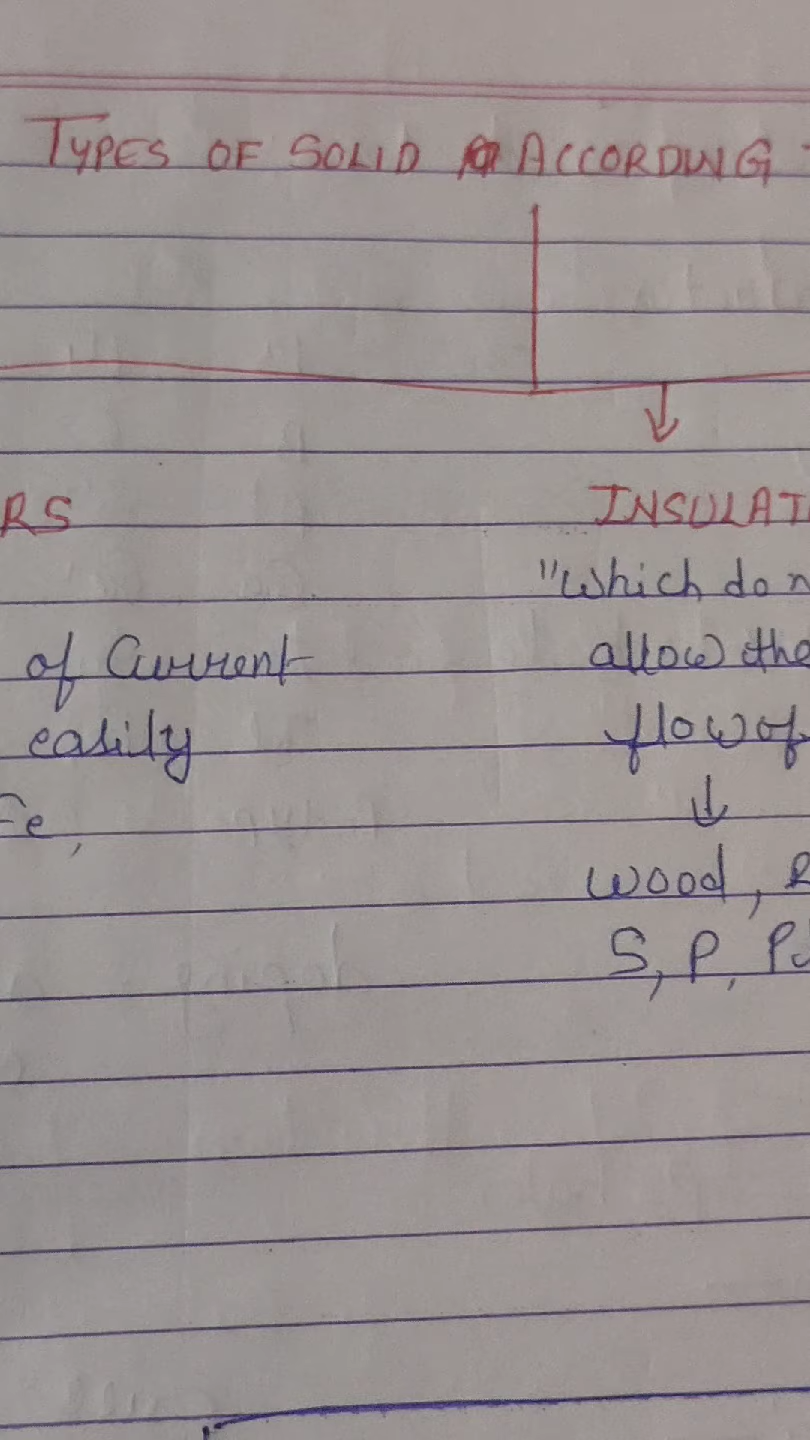 TYPES OF SOLID ACCORDING
RS
INSULAT
"which do n
of Current
allow the
easily
flow of
Fe,
wood, R
S, P, P